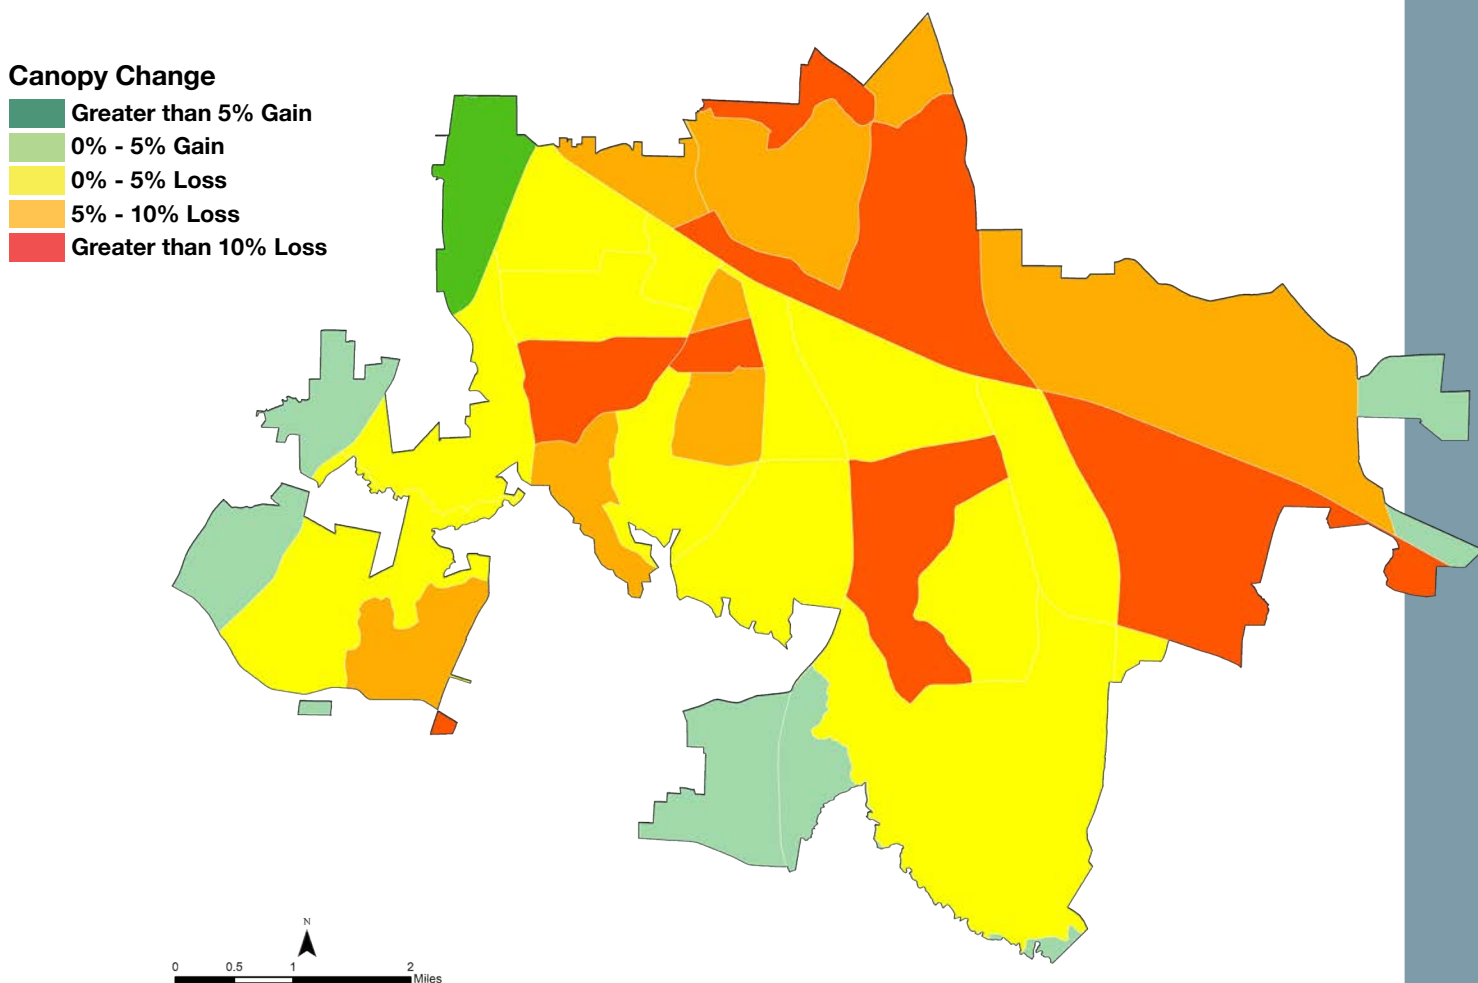 Canopy Change
Greater than 5% Gain
0% - 5% Gain
0% - 5% Loss
5% - 10% Loss
Greater than 10% Loss
N
0 0.5 1 2
Miles